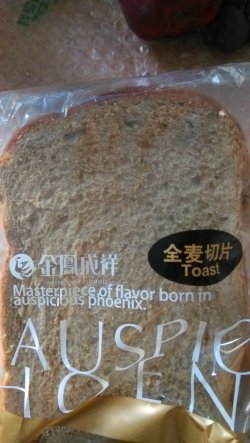 全麦切片
Toast
金凤成祥
Masterpiece of flavor born in
auspicious phoenix.
AUSPIC
HOEN